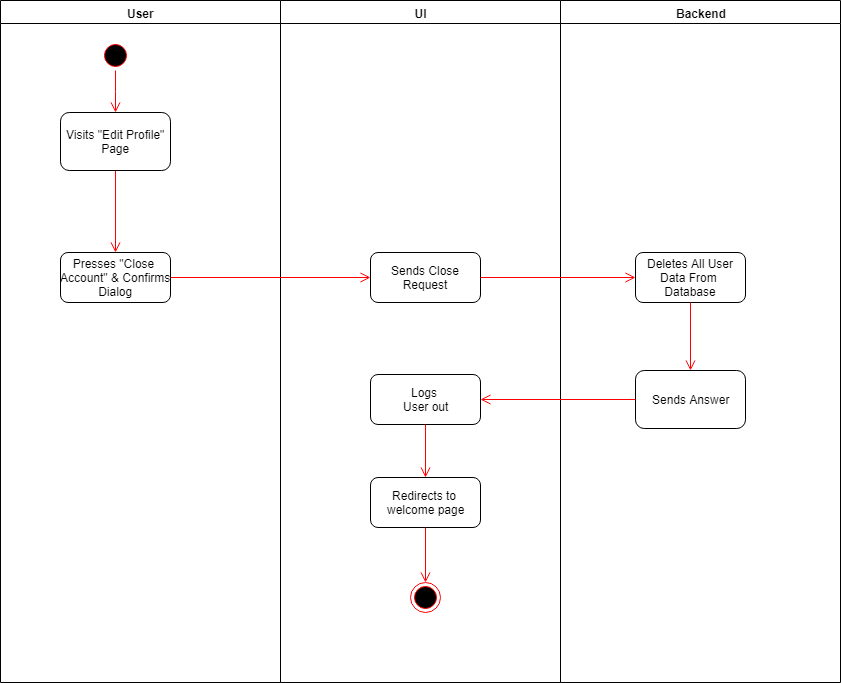 User
UI
Backend
Visits "Edit Profile"
Page
Presses "Close
Account" & Confirms
Dialog
Sends Close
Request
Deletes All User
Data From
Database
Logs
User out
Sends Answer
Redirects to
welcome page